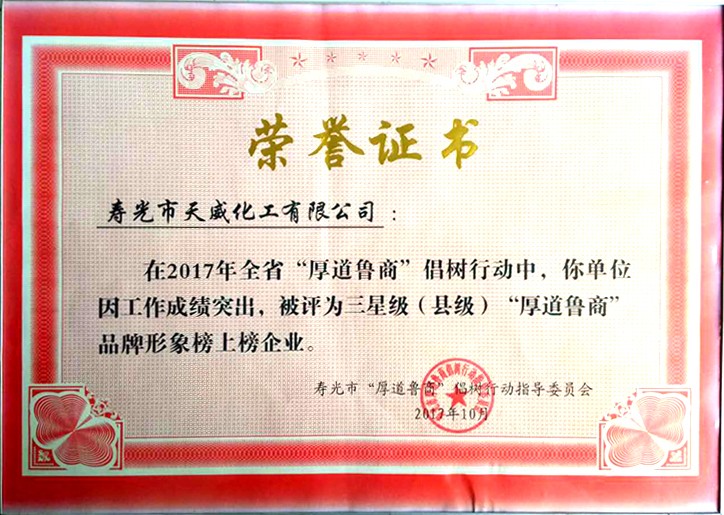 荣誉证书
寿光市天威化工有限公司：
在2017年全省“厚道鲁商”倡树行动中，你单位
因工作成绩突出，被评为三星级（县级）“厚道鲁商”
品牌形象榜上榜企业。
寿光市“厚道鲁商”倡树行动指导委员会
2017年10月